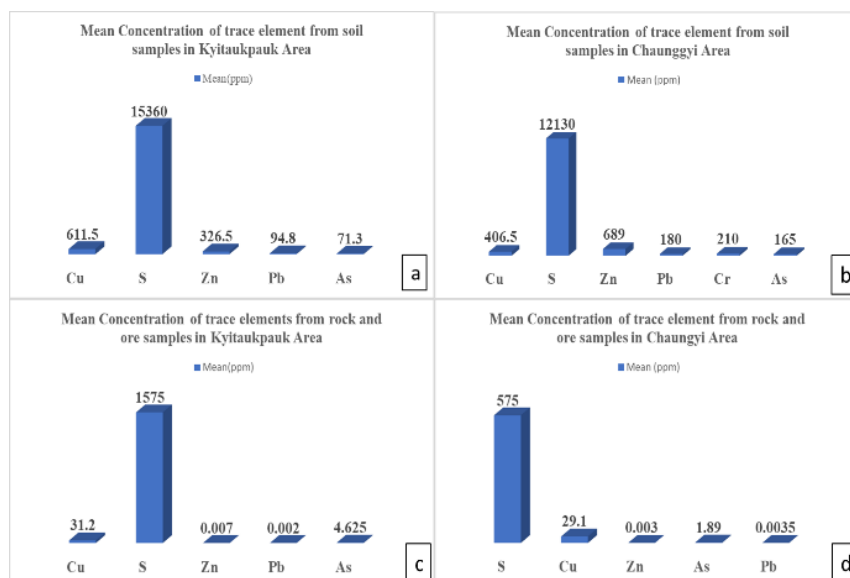 Mean Concentration of trace element from soil
samples in Kyitaukpauk Area
Mean(ppm)
15360
611.5
326.5
94.8
71.3
Cu S Zn Pb As
a
Mean Concentration of trace element from soil
samples in Chaunggyi Area
Mean (ppm)
12130
406.5
689
180
210
165
Cu S Zn Pb Cr As
b
Mean Concentration of trace elements from rock and
ore samples in Kyitaukpauk Area
Mean(ppm)
1575
31.2
0.007
0.002
4.625
Cu S Zn Pb As
c
Mean Concentration of trace element from rock and
ore samples in Chaungyi Area
Mean (ppm)
575
29.1
0.003
1.89
0.0035
S Cu Zn As Pb
d